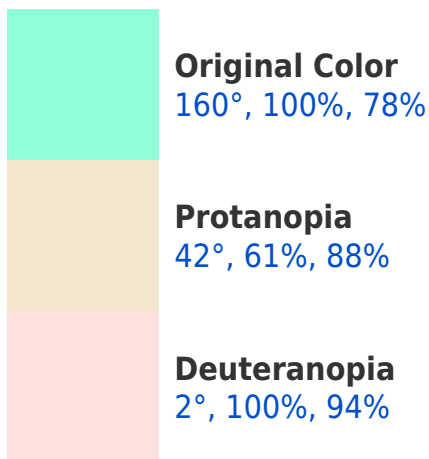 Original Color
160°, 100%, 78%
Protanopia
42°, 61%, 88%
Deuteranopia
2°, 100%, 94%